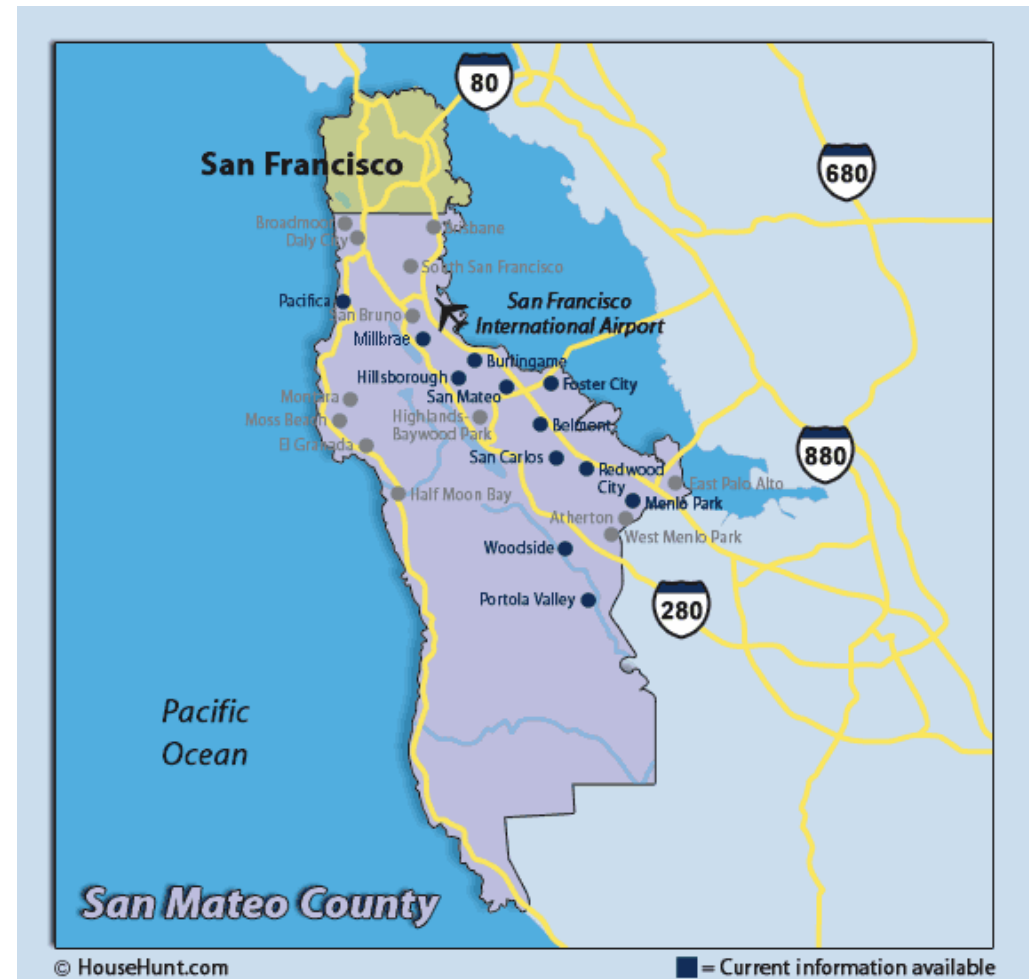 80
680
San Francisco
Broadmoor
Daly City
Brisbane
South San Francisco
Pacifica
San Bruno
San Francisco
International Airport
Millbrae
Burlingame
Hillsborough
San Mateo
Foster City
Montara
Moss Beach
Highlands-
Baywood Park
Belmont
El Granada
880
San Carlos
Redwood
City
East Palo Alto
Half Moon Bay
Menlo Park
Atherton
West Menlo Park
Woodside
Portola Valley
280
Pacific
Ocean
San Mateo County
© HouseHunt.com
= Current information available